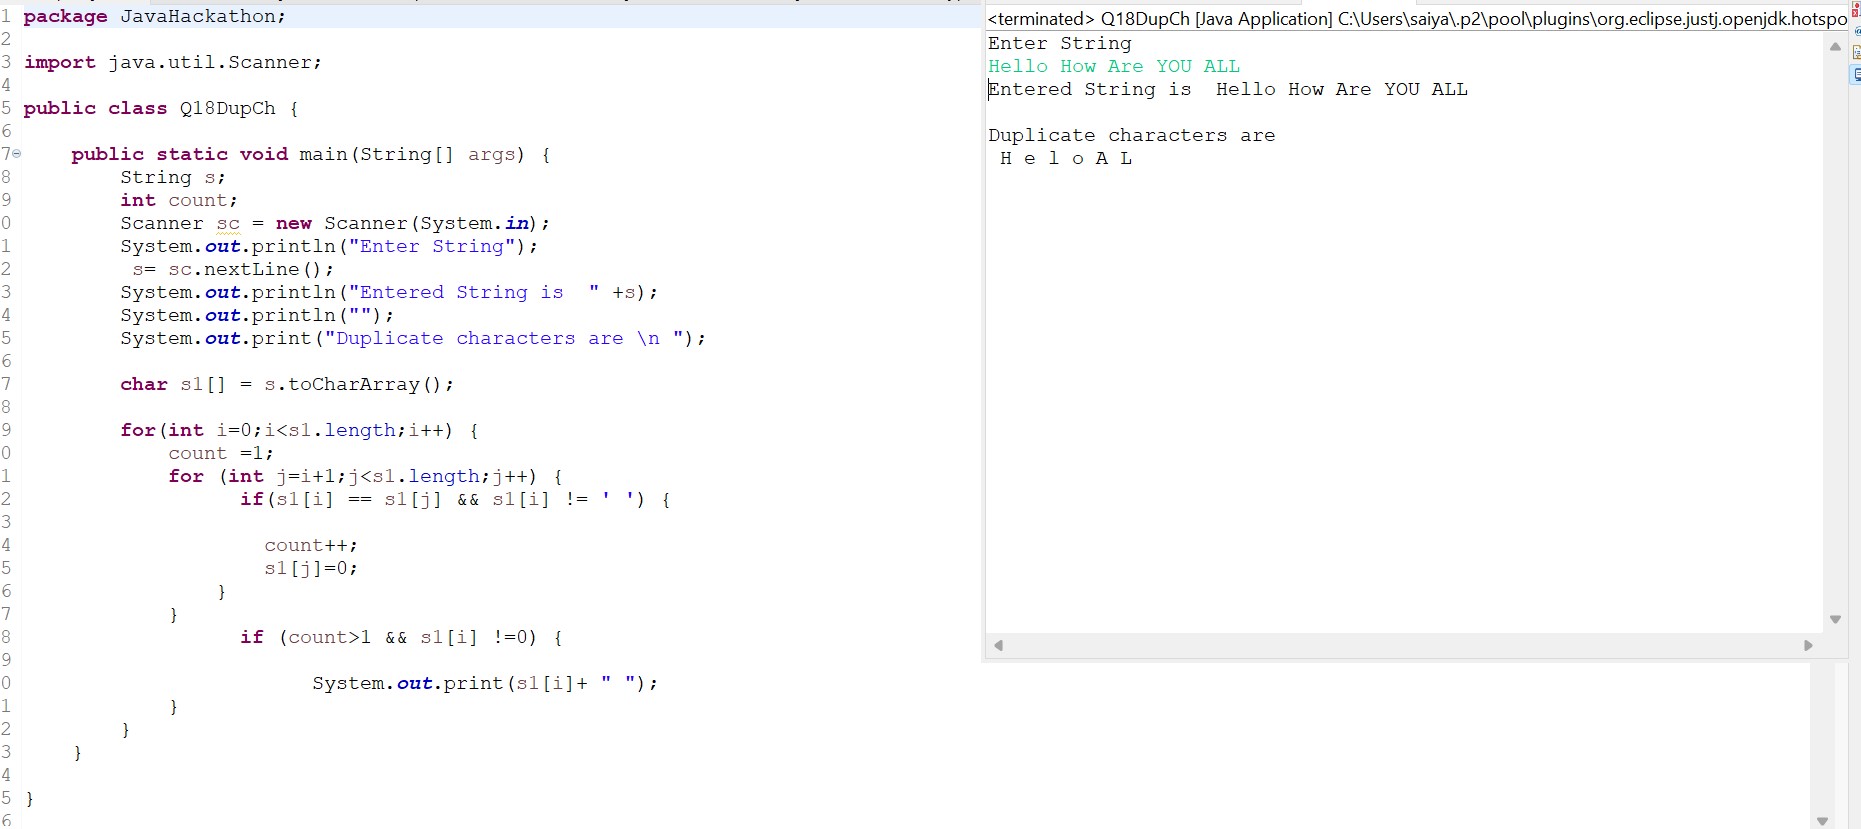 1 package JavaHackathon;
2
3 import java.util.Scanner;
4
5 public class Q18DupCh {
6
7     public static void main(String[] args) {
8         String s;
9         int count;
0         Scanner sc = new Scanner(System.in);
1         System.out.println("Enter String");
2          s= sc.nextLine();
3         System.out.println("Entered String is  " +s);
4         System.out.println("");
5         System.out.print("Duplicate characters are \n ");
6
7         char s1[] = s.toCharArray();
8
9         for(int i=0;i<s1.length;i++) {
0             count =1;
1             for (int j=i+1;j<s1.length;j++) {
2                   if(s1[i] == s1[j] && s1[i] != ' ') {
3
4                     count++;
5                     s1[j]=0;
6                 }
7             }
8                   if (count>1 && s1[i] !=0) {
9
0                         System.out.print(s1[i]+ " ");
1             }
2         }
3     }
4
5 }
6
<terminated> Q18DupCh [Java Application] C:\Users\saiya\.p2\pool\plugins\org.eclipse.justj.openjdk.hotspo
Enter String
Hello How Are YOU ALL
Entered String is  Hello How Are YOU ALL

Duplicate characters are
 H e l o A L